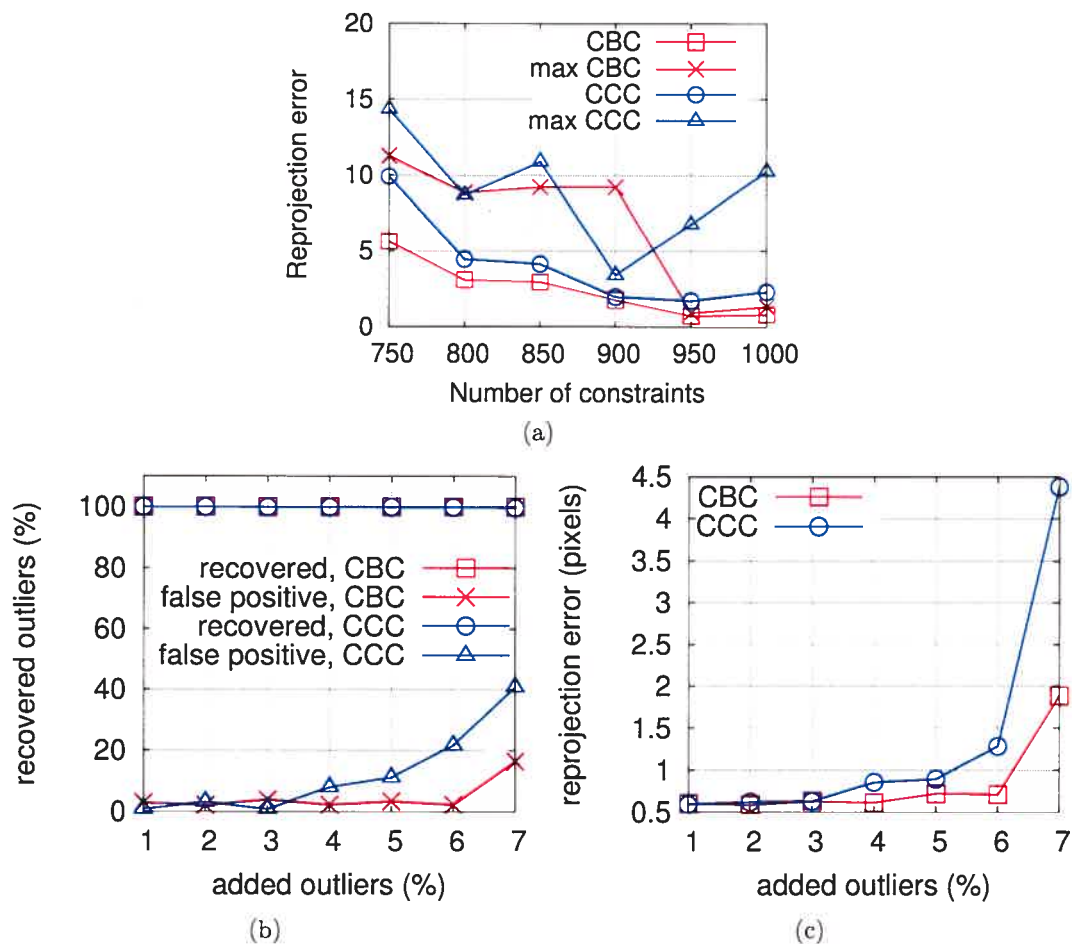 20
15
10
5
0
Reprojection error
CBC
max CBC
CCC
max CCC
750 800 850 900 950 1000
Number of constraints
(a)
100
80
60
40
20
0
recovered outliers (%)
recovered, CBC
false positive, CBC
recovered, CCC
false positive, CCC
1 2 3 4 5 6 7
added outliers (%)
(b)
4.5
4
3.5
3
2.5
2
1.5
1
0.5
reprojection error (pixels)
CBC
CCC
1 2 3 4 5 6 7
added outliers (%)
(c)